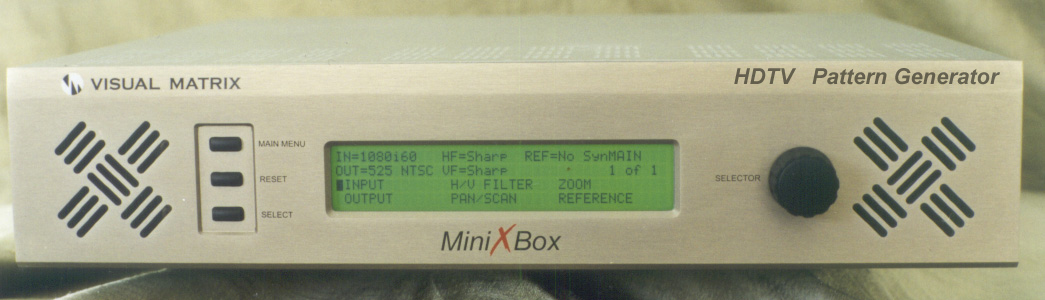 VISUAL MATRIX
HDTV Pattern Generator
MAIN MENU
RESET
SELECT
IN=1080i60 HF=Sharp REF=No SynMAIN
OUT=525 NTSC VF=Sharp 1 of 1
INPUT H/V FILTER ZOOM
OUTPUT PAN/SCAN REFERENCE
SELECTOR
MiniXBox